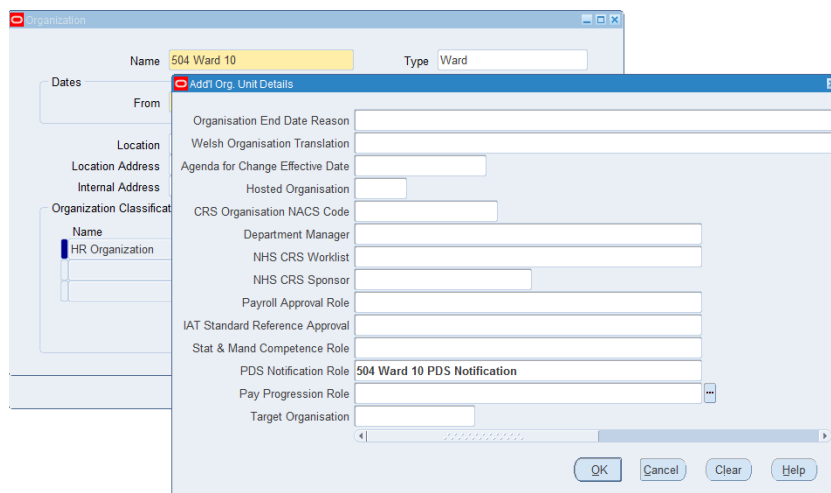 Organization
Name 504 Ward 10 Type Ward
Dates
From
Location
Location Address
Internal Address
Organization Classificat
Name
HR Organization
Add'l Org. Unit Details
Organisation End Date Reason
Welsh Organisation Translation
Agenda for Change Effective Date
Hosted Organisation
CRS Organisation NACS Code
Department Manager
NHS CRS Worklist
NHS CRS Sponsor
Payroll Approval Role
IAT Standard Reference Approval
Stat & Mand Competence Role
PDS Notification Role 504 Ward 10 PDS Notification
Pay Progression Role
Target Organisation
OK Cancel Clear Help